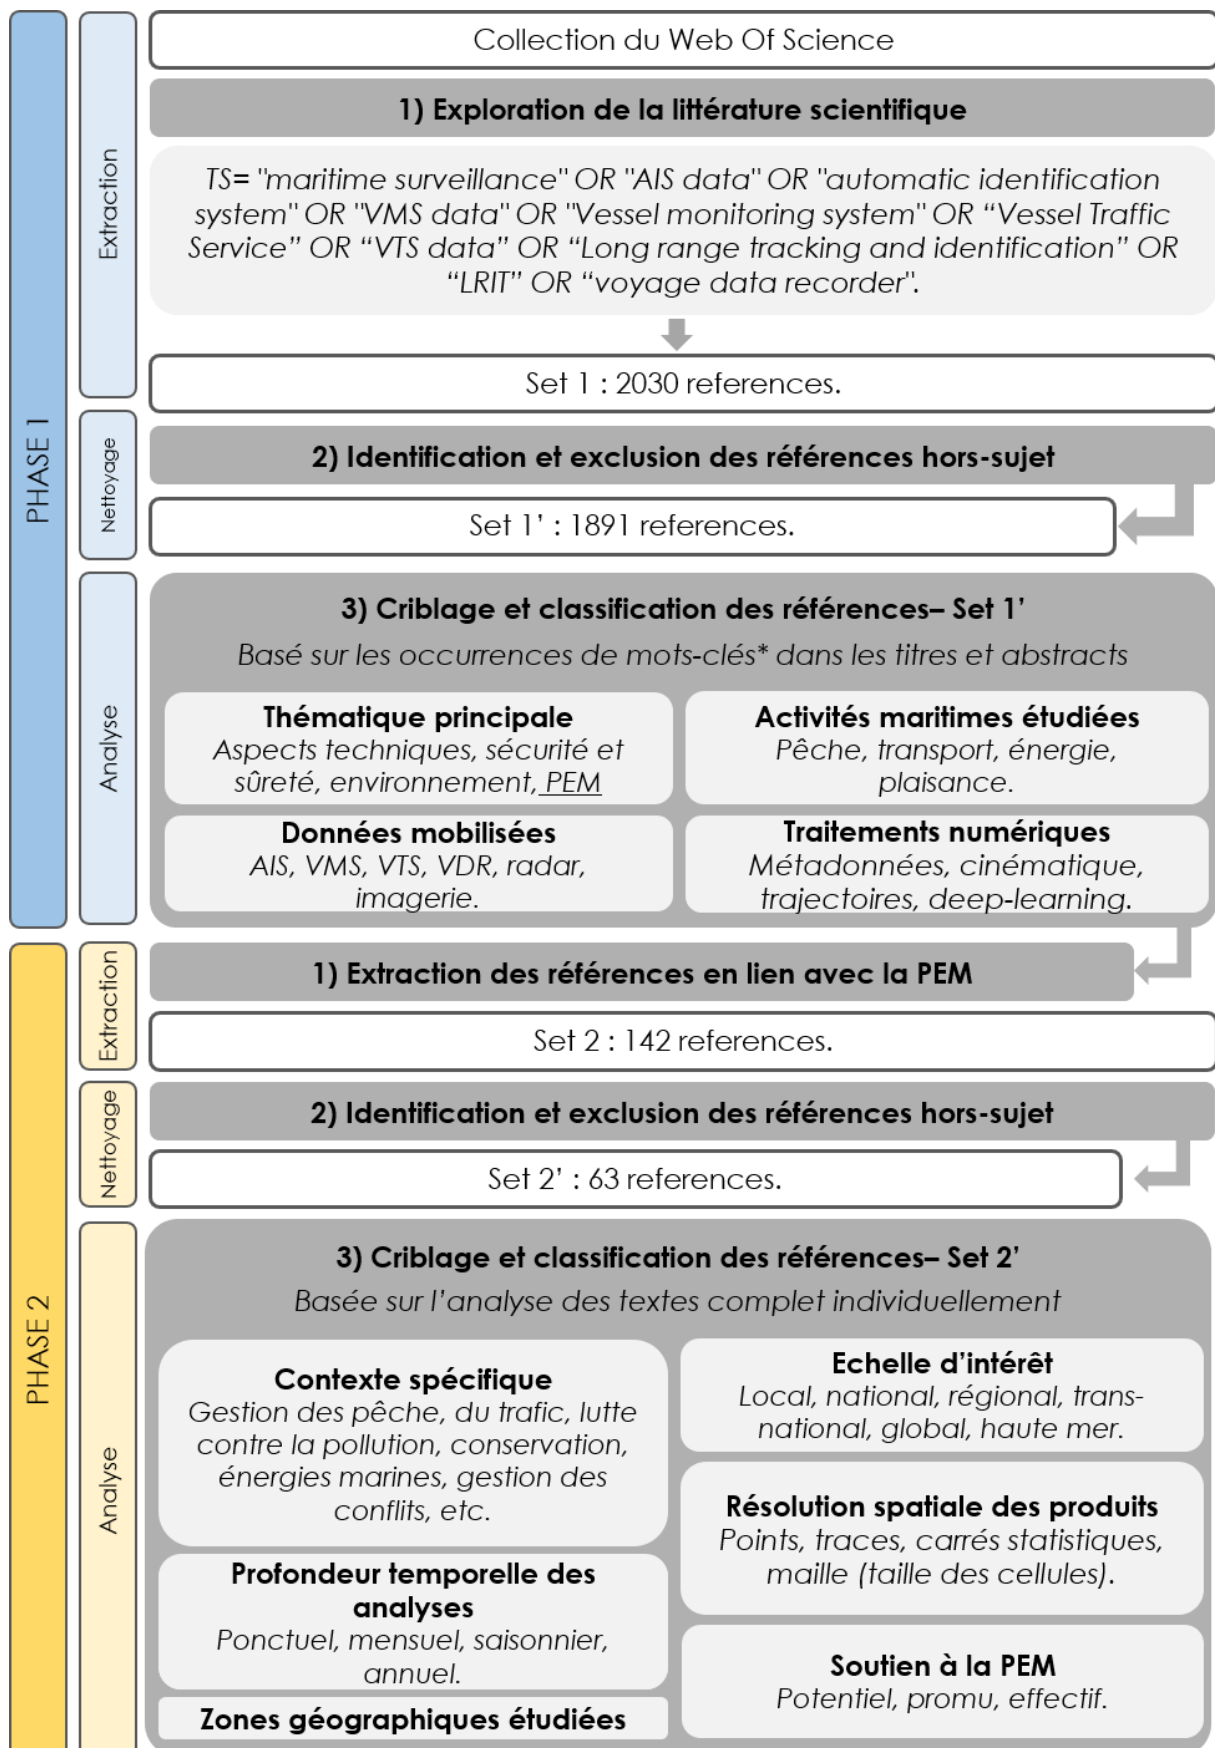 PHASE 1
Extraction
Collection du Web Of Science
1) Exploration de la littérature scientifique
TS= "maritime surveillance" OR "AIS data" OR "automatic identification
system" OR "VMS data" OR "Vessel monitoring system" OR “Vessel Traffic
Service” OR “VTS data” OR “Long range tracking and identification” OR
“LRIT” OR “voyage data recorder".
Set 1 : 2030 references.
Nettoyage
2) Identification et exclusion des références hors-sujet
Set 1’ : 1891 references.
Analyse
3) Criblage et classification des références– Set 1’
Basé sur les occurrences de mots-clés* dans les titres et abstracts
Thématique principale
Aspects techniques, sécurité et
sûreté, environnement, PEM
Activités maritimes étudiées
Pêche, transport, énergie,
plaisance.
Données mobilisées
AIS, VMS, VTS, VDR, radar,
imagerie.
Traitements numériques
Métadonnées, cinématique,
trajectoires, deep-learning.
PHASE 2
Extraction
1) Extraction des références en lien avec la PEM
Set 2 : 142 references.
Nettoyage
2) Identification et exclusion des références hors-sujet
Set 2’ : 63 references.
Analyse
3) Criblage et classification des références– Set 2’
Basée sur l’analyse des textes complet individuellement
Contexte spécifique
Gestion des pêche, du trafic, lutte
contre la pollution, conservation,
énergies marines, gestion des
conflits, etc.
Profondeur temporelle des
analyses
Ponctuel, mensuel, saisonnier,
annuel.
Zones géographiques étudiées
Echelle d’intérêt
Local, national, régional, trans-
national, global, haute mer.
Résolution spatiale des produits
Points, traces, carrés statistiques,
maille (taille des cellules).
Soutien à la PEM
Potentiel, promu, effectif.